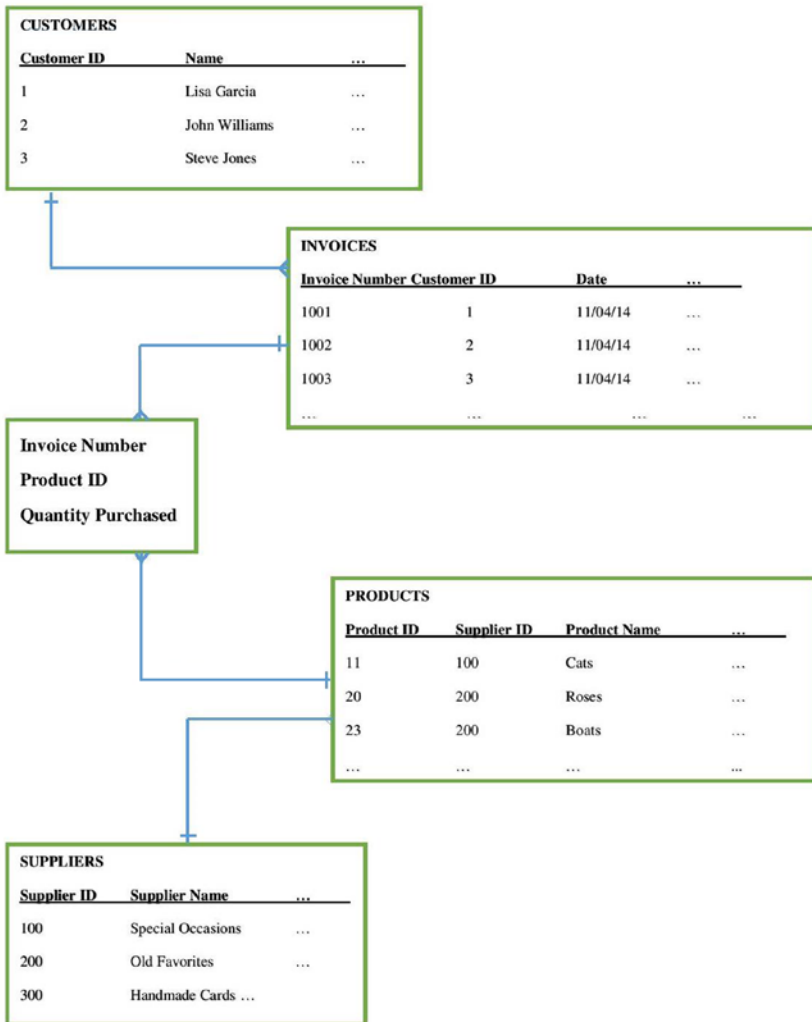 CUSTOMERS
Customer ID Name ...
1 Lisa Garcia ...
2 John Williams ...
3 Steve Jones ...
INVOICES
Invoice Number Customer ID Date ...
1001 1 11/04/14 ...
1002 2 11/04/14 ...
1003 3 11/04/14 ...
... ... ... ...
Invoice Number
Product ID
Quantity Purchased
PRODUCTS
Product ID Supplier ID Product Name ...
11 100 Cats ...
20 200 Roses ...
23 200 Boats ...
... ... ... ...
SUPPLIERS
Supplier ID Supplier Name ...
100 Special Occasions ...
200 Old Favorites ...
300 Handmade Cards ...